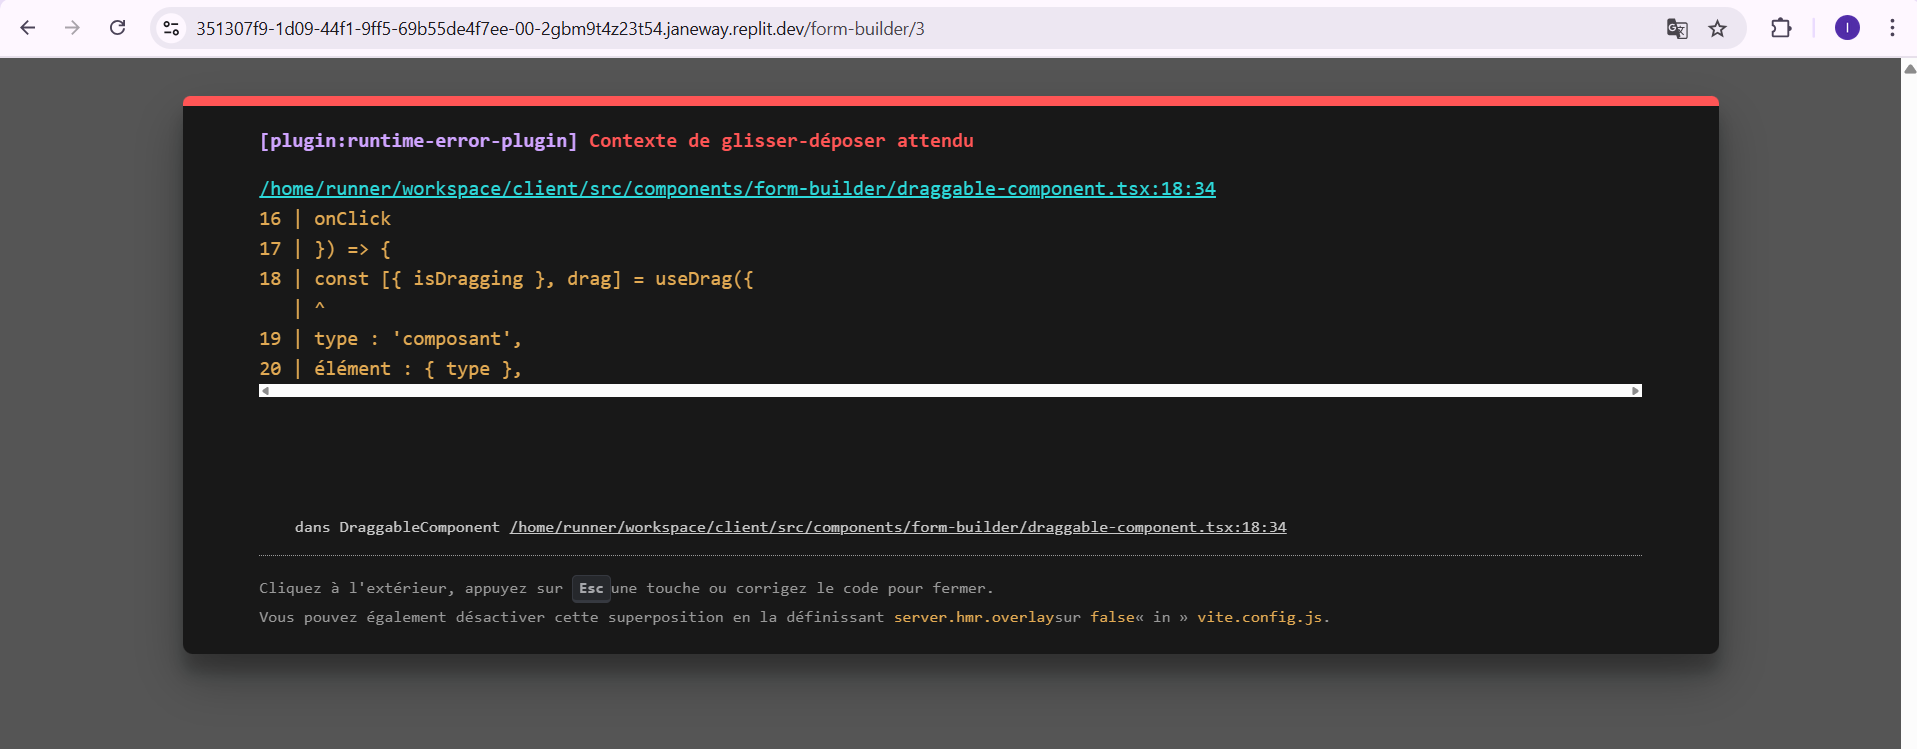 351307f9-1d09-44f1-9ff5-69b55de4f7ee-00-2gbm9t4z23t54.janeway.replit.dev/form-builder/3
I
[plugin:runtime-error-plugin] Contexte de glisser-déposer attendu
/home/runner/workspace/client/src/components/form-builder/draggable-component.tsx:18:34
16 | onClick
17 | }) => {
18 | const [{ isDragging }, drag] = useDrag({
| ^
19 | type : 'composant',
20 | élément : { type },
dans DraggableComponent /home/runner/workspace/client/src/components/form-builder/draggable-component.tsx:18:34
Cliquez à l'extérieur, appuyez sur Esc une touche ou corrigez le code pour fermer.
Vous pouvez également désactiver cette superposition en la définissant server.hmr.overlaysur false« in » vite.config.js.